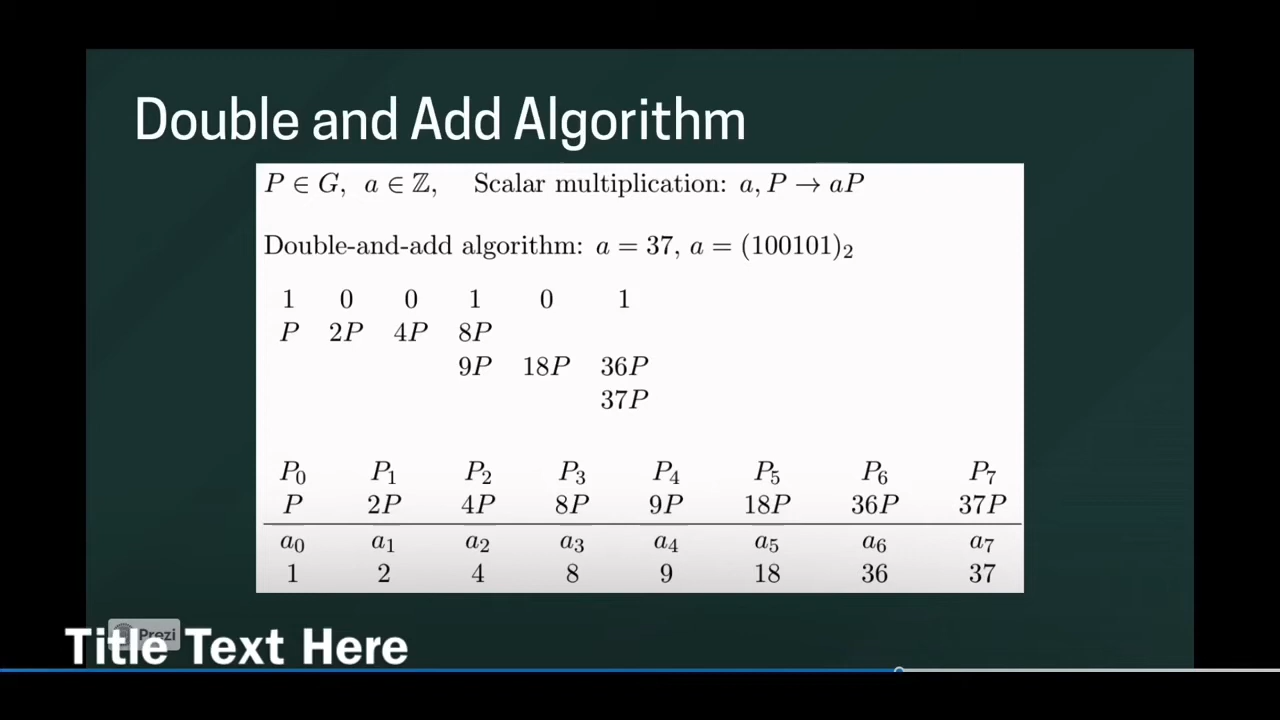 Double and Add Algorithm
P ∈ G, a ∈ ℤ, Scalar multiplication: a, P → aP
Double-and-add algorithm: a = 37, a = (100101)₂
1 0 0 1 0 1
P 2P 4P 8P
9P 18P 36P
37P
P₀ P₁ P₂ P₃ P₄ P₅ P₆ P₇
P 2P 4P 8P 9P 18P 36P 37P
a₀ a₁ a₂ a₃ a₄ a₅ a₆ a₇
1 2 4 8 9 18 36 37
Prezi
Title Text Here